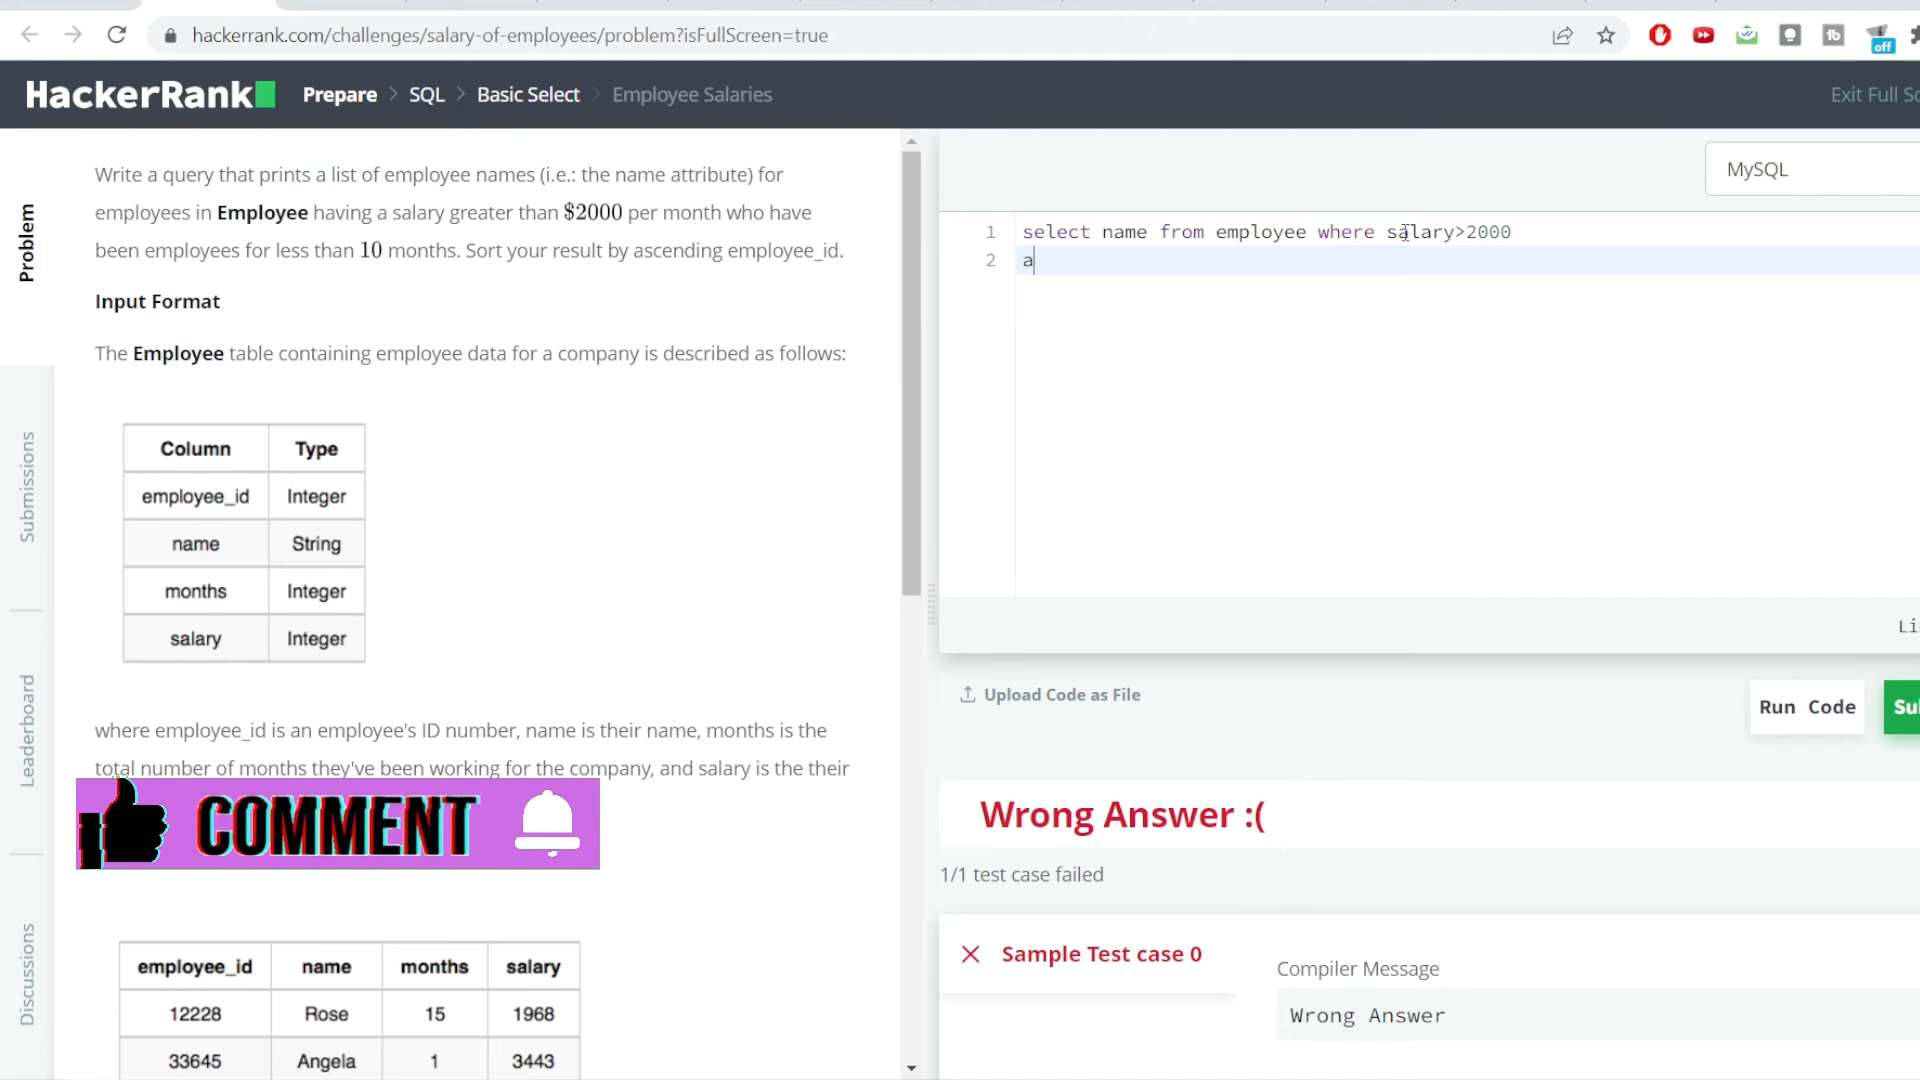 hackerrank.com/challenges/salary-of-employees/problem?isFullScreen=true
off
HackerRank
Prepare > SQL > Basic Select > Employee Salaries
Exit Full Sc
Problem
Submissions
Leaderboard
Discussions
Write a query that prints a list of employee names (i.e.: the name attribute) for
employees in Employee having a salary greater than $2000 per month who have
been employees for less than 10 months. Sort your result by ascending employee_id.
Input Format
The Employee table containing employee data for a company is described as follows:
Column Type
employee_id Integer
name String
months Integer
salary Integer
where employee_id is an employee's ID number, name is their name, months is the
total number of months they've been working for the company, and salary is the their
COMMENT
employee_id name months salary
12228 Rose 15 1968
33645 Angela 1 3443
MySQL
1 select name from employee where salary>2000
2 a
Li
Upload Code as File
Run Code
Su
Wrong Answer :(
1/1 test case failed
Sample Test case 0
Compiler Message
Wrong Answer